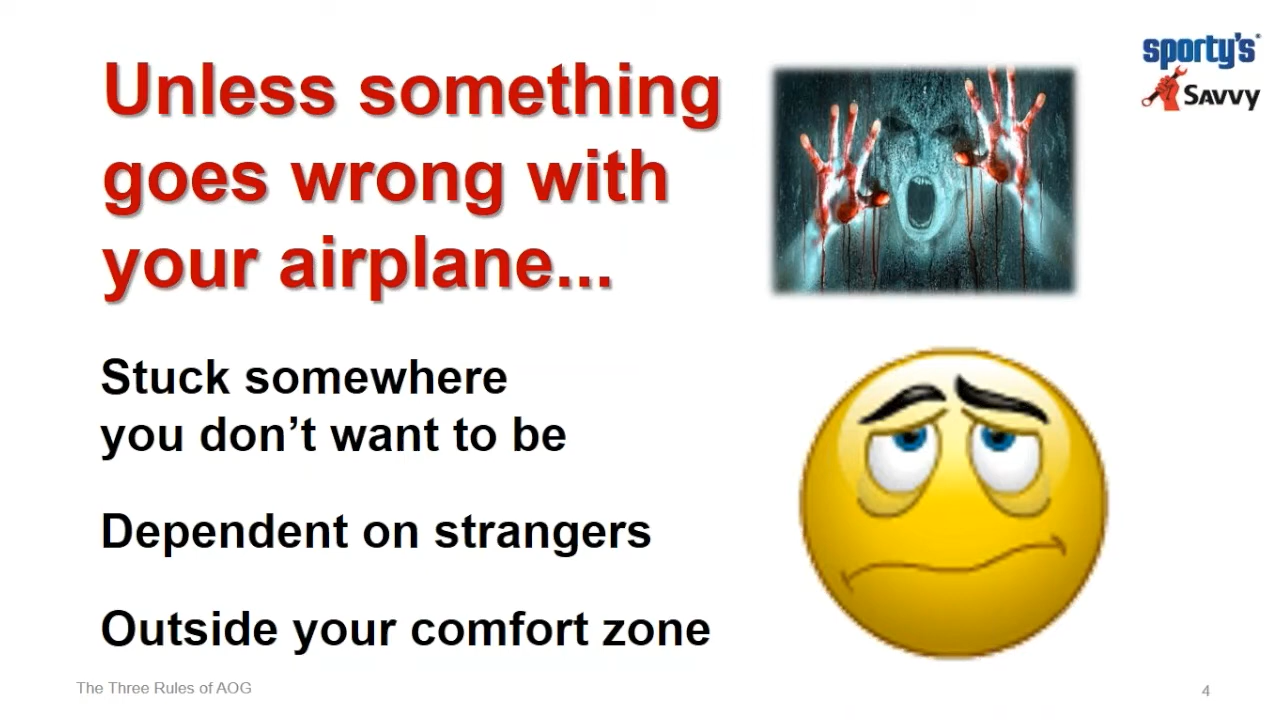 Unless something
goes wrong with
your airplane...
sporty's
SAVVY
Stuck somewhere
you don’t want to be
Dependent on strangers
Outside your comfort zone
The Three Rules of AOG
4